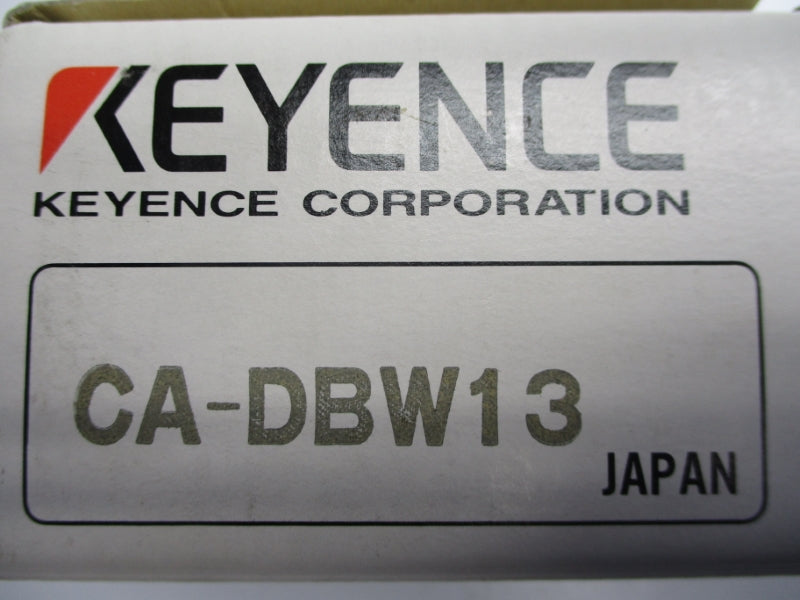 KEYENCE
KEYENCE CORPORATION
CA-DBW13
JAPAN